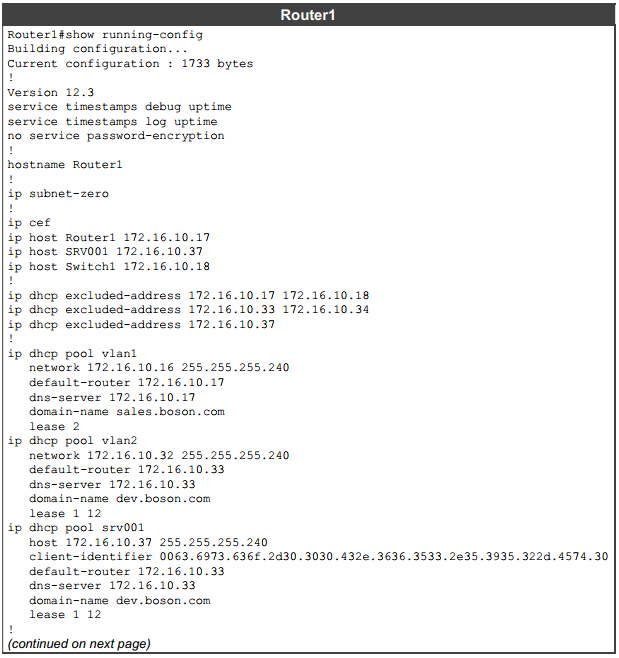 Router1
Router1#show running-config
Building configuration...
Current configuration : 1733 bytes
!
Version 12.3
service timestamps debug uptime
service timestamps log uptime
no service password-encryption
!
hostname Router1
!
ip subnet-zero
!
ip cef
ip host Router1 172.16.10.17
ip host SRV001 172.16.10.37
ip host Switch1 172.16.10.18
!
ip dhcp excluded-address 172.16.10.17 172.16.10.18
ip dhcp excluded-address 172.16.10.33 172.16.10.34
ip dhcp excluded-address 172.16.10.37
!
ip dhcp pool vlan1
   network 172.16.10.16 255.255.255.240
   default-router 172.16.10.17
   dns-server 172.16.10.17
   domain-name sales.boson.com
   lease 2
ip dhcp pool vlan2
   network 172.16.10.32 255.255.255.240
   default-router 172.16.10.33
   dns-server 172.16.10.33
   domain-name dev.boson.com
   lease 1 12
ip dhcp pool srv001
   host 172.16.10.37 255.255.255.240
   client-identifier 0063.6973.636f.2d30.3030.432e.3636.3533.2e35.3935.322d.4574.30
   default-router 172.16.10.33
   dns-server 172.16.10.33
   domain-name dev.boson.com
   lease 1 12
!
(continued on next page)